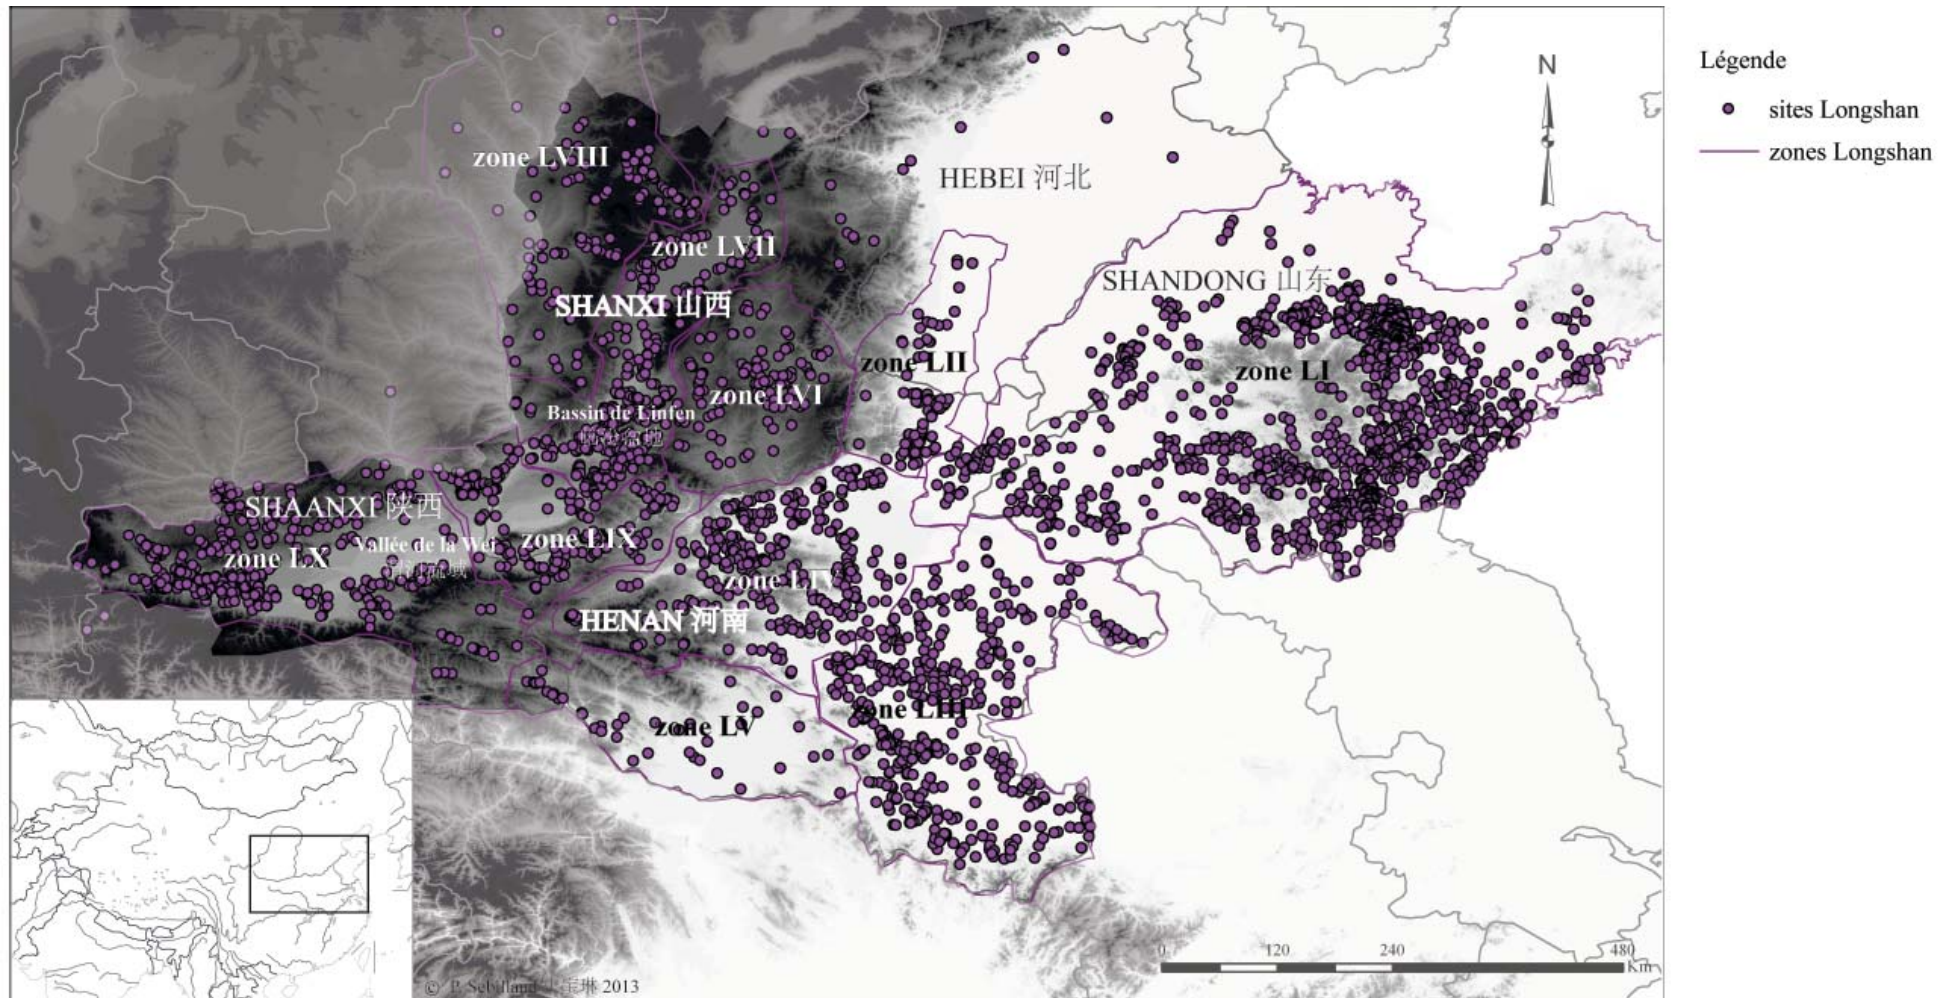 Légende
sites Longshan
zones Longshan
N
zone LVIII
HEBEI 河北
zone LVII
SHANDONG 山东
SHANXI 山西
zone LII
zone LI
zone LVI
Bassin de Linfen
SHAANXI 陕西
zone LIX
Vallée de la Wei
zone LX
zone LIV
HENAN 河南
zone LIII
zone LV
0 120 240 480
Km
© P. Sebillaud 2013